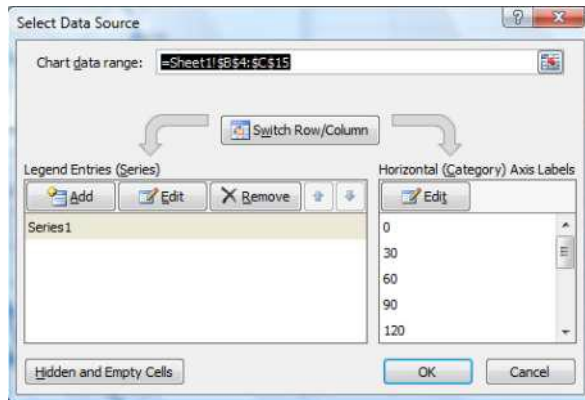 Select Data Source
Chart data range: =Sheet1!$B$4:$C$15
Switch Row/Column
Legend Entries (Series)
Add Edit Remove
Series1
Horizontal (Category) Axis Labels
Edit
0
30
60
90
120
Hidden and Empty Cells
OK Cancel